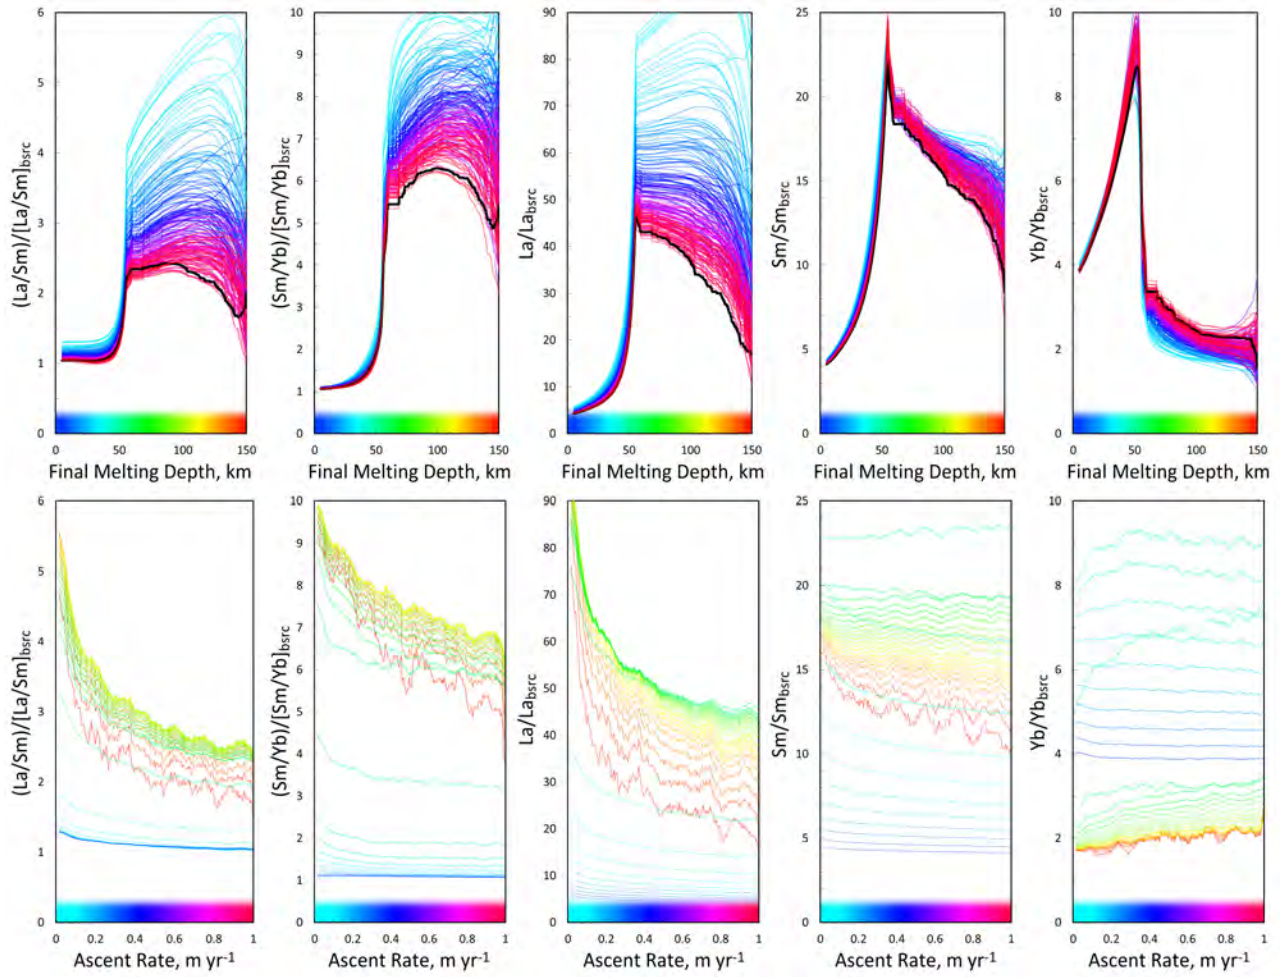 (La/Sm)/[La/Sm]bsrc
6
5
4
3
2
1
0
0 50 100 150
Final Melting Depth, km
(Sm/Yb)/[Sm/Yb]bsrc
10
9
8
7
6
5
4
3
2
1
0
0 50 100 150
Final Melting Depth, km
La/Labsrc
90
80
70
60
50
40
30
20
10
0
0 50 100 150
Final Melting Depth, km
Sm/Smbsrc
25
20
15
10
5
0
0 50 100 150
Final Melting Depth, km
Yb/Ybbsrc
10
8
6
4
2
0
0 50 100 150
Final Melting Depth, km
(La/Sm)/[La/Sm]bsrc
6
5
4
3
2
1
0
0 0.2 0.4 0.6 0.8 1
Ascent Rate, m yr-1
(Sm/Yb)/[Sm/Yb]bsrc
10
9
8
7
6
5
4
3
2
1
0
0 0.2 0.4 0.6 0.8 1
Ascent Rate, m yr-1
La/Labsrc
90
80
70
60
50
40
30
20
10
0
0 0.2 0.4 0.6 0.8 1
Ascent Rate, m yr-1
Sm/Smbsrc
25
20
15
10
5
0
0 0.2 0.4 0.6 0.8 1
Ascent Rate, m yr-1
Yb/Ybbsrc
10
8
6
4
2
0
0 0.2 0.4 0.6 0.8 1
Ascent Rate, m yr-1